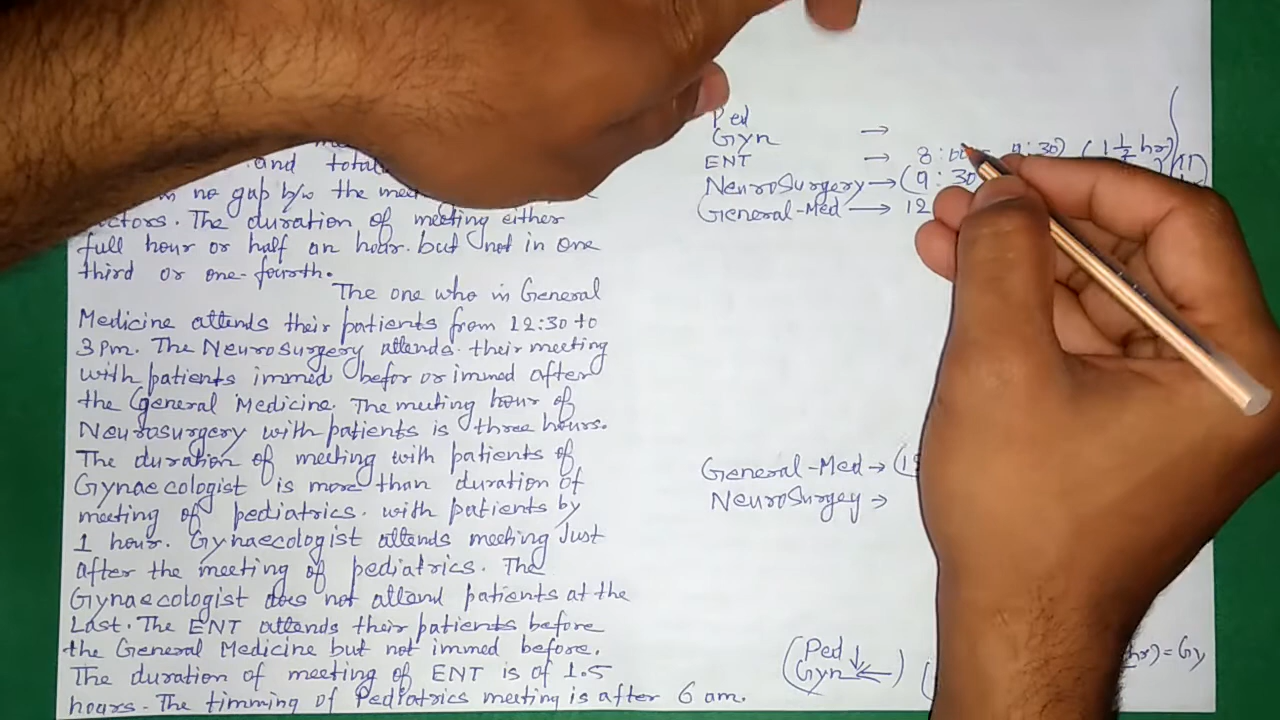 and total
no gap b/w the
The duration of meeting either
full hour or half an hour. but not in one
third or one-fourth.
The one who in General
Medicine attends their patients from 12:30 to
3 pm. The Neurosurgery attends. their meeting
with patients immed befor or immed after
the General Medicine. The meeting hour of
Neurosurgery with patients is three hours.
The duration of meeting with patients of
Gynaecologist is more than duration of
meeting of pediatrics. with patients by
1 hour. Gynaecologist attends meeting Just
after the meeting of pediatrics. The
Gynaecologist does not attend patients at the
Last. The ENT attends their patients before
the General Medicine but not immed before.
The duration of meeting of ENT is of 1.5
hours. The timming of Pediatrics meeting is after 6 am.
Ped
Gyn →
ENT → 8:00 9:30) (1 1/2 hr)
NeuroSurgery → (9:30
General-Med → 12
General-Med → (
NeuroSurgey →
(Ped ↓
Gyn ←) ( hr) = Gy